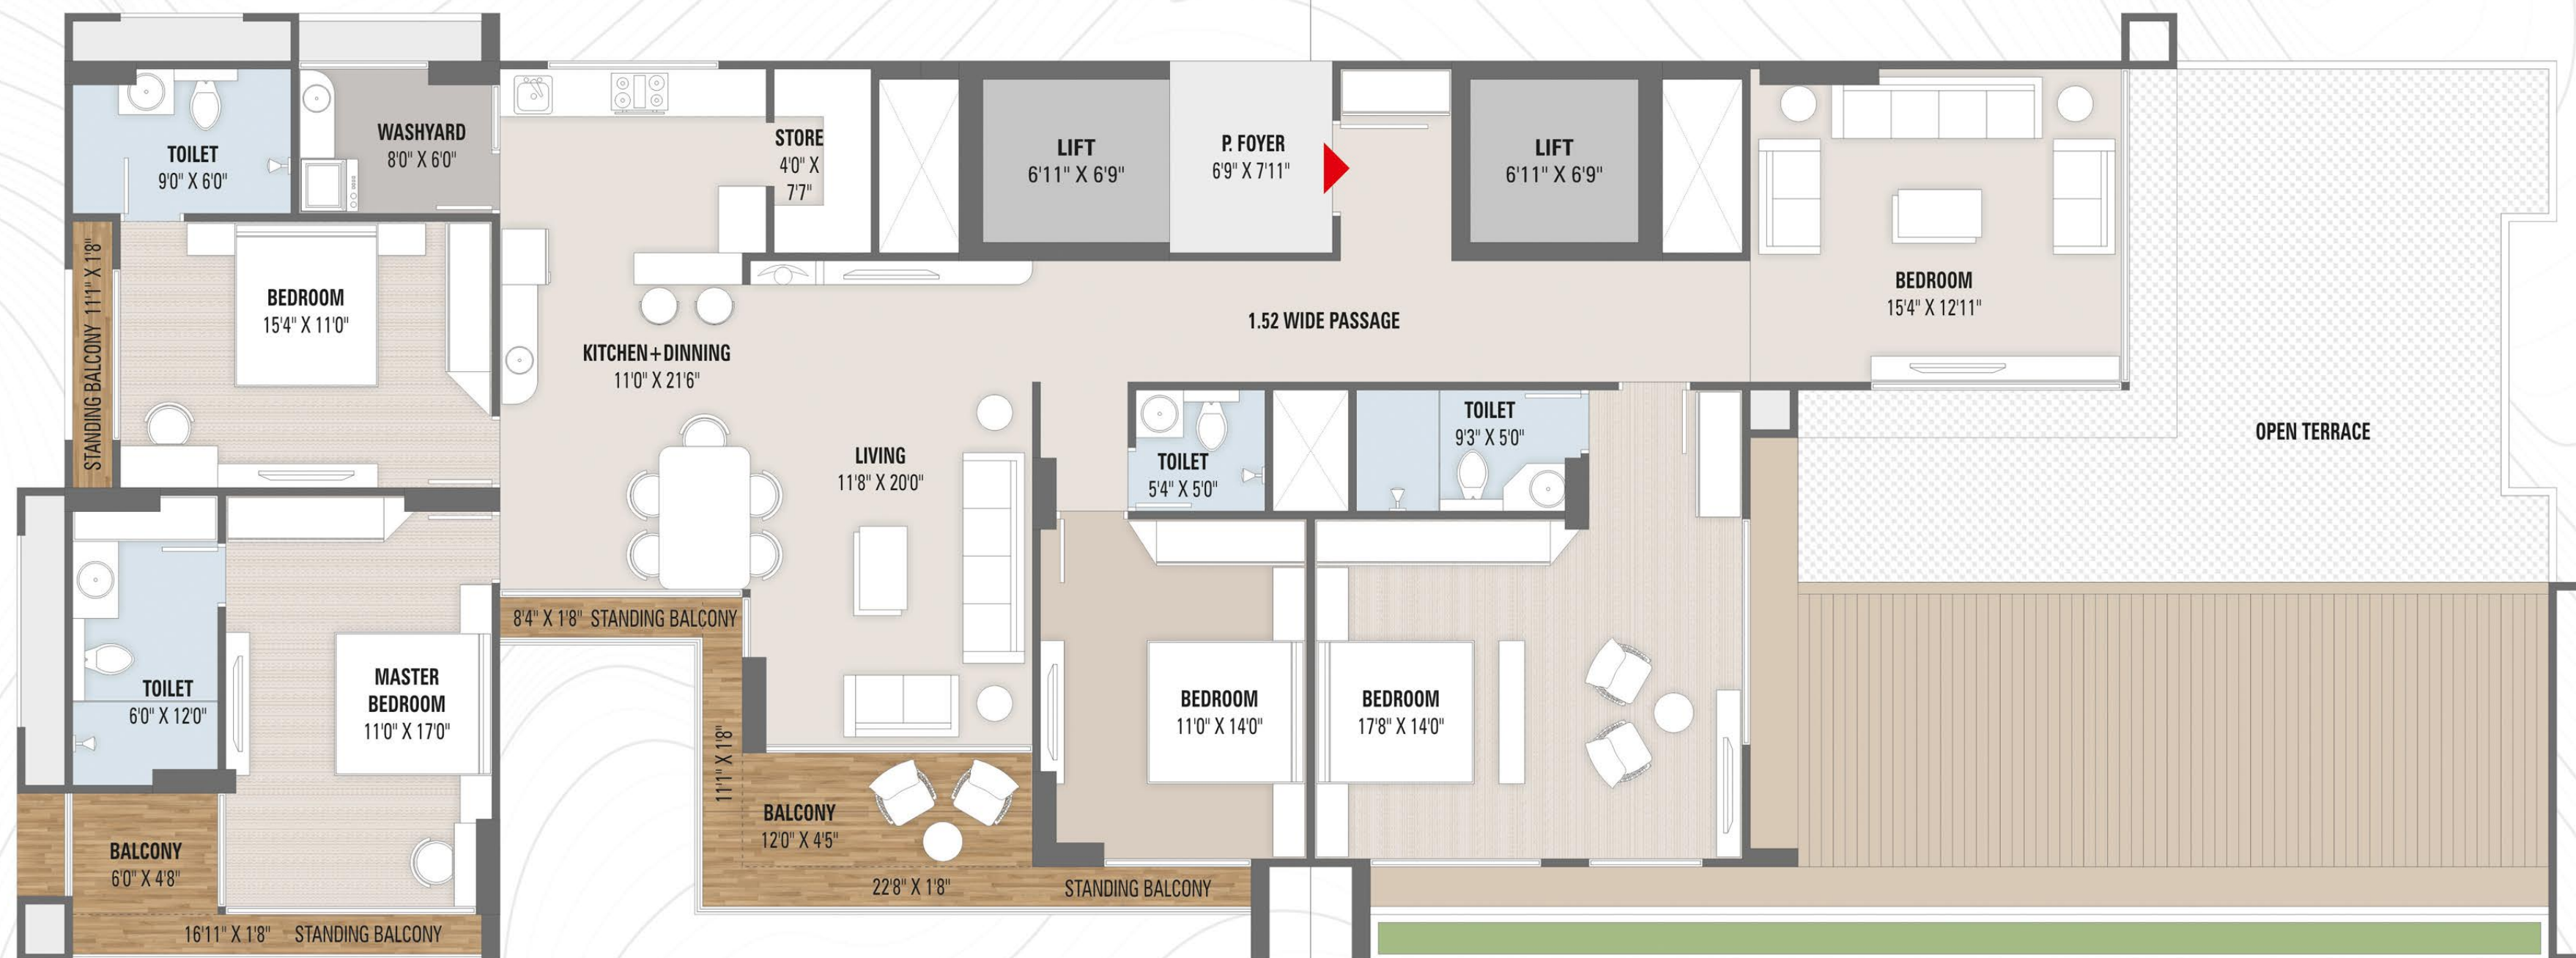 TOILET
9'0" X 6'0"
WASHYARD
8'0" X 6'0"
STORE
4'0" X
7'7"
LIFT
6'11" X 6'9"
P. FOYER
6'9" X 7'11"
LIFT
6'11" X 6'9"
BEDROOM
15'4" X 12'11"
STANDING BALCONY 11'1" X 1'8"
BEDROOM
15'4" X 11'0"
KITCHEN+DINNING
11'0" X 21'6"
1.52 WIDE PASSAGE
LIVING
11'8" X 20'0"
TOILET
5'4" X 5'0"
TOILET
9'3" X 5'0"
OPEN TERRACE
8'4" X 1'8" STANDING BALCONY
TOILET
6'0" X 12'0"
MASTER
BEDROOM
11'0" X 17'0"
11'1" X 1'8"
BEDROOM
11'0" X 14'0"
BEDROOM
17'8" X 14'0"
BALCONY
12'0" X 4'5"
BALCONY
6'0" X 4'8"
22'8" X 1'8" STANDING BALCONY
16'11" X 1'8" STANDING BALCONY